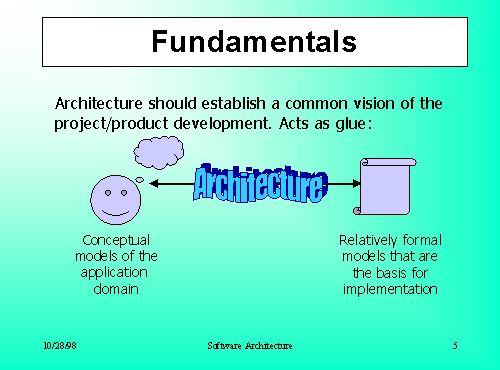 Fundamentals
Architecture should establish a common vision of the
project/product development. Acts as glue:
Architecture
Conceptual
models of the
application
domain
Relatively formal
models that are
the basis for
implementation
10/28/98
Software Architecture
5